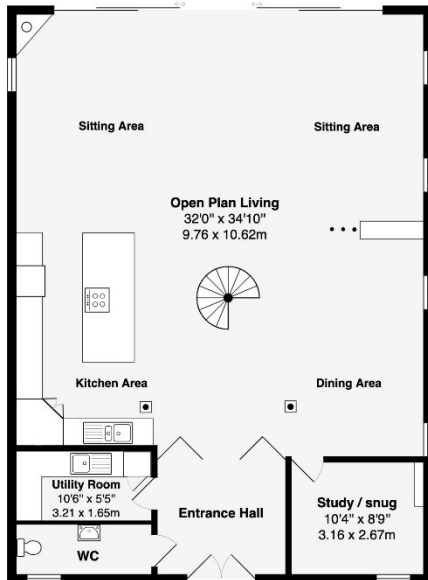 Sitting Area
Sitting Area
Open Plan Living
32'0" x 34'10"
9.76 x 10.62m
Kitchen Area
Dining Area
Utility Room
10'6" x 5'5"
3.21 x 1.65m
Entrance Hall
Study / snug
10'4" x 8'9"
3.16 x 2.67m
WC